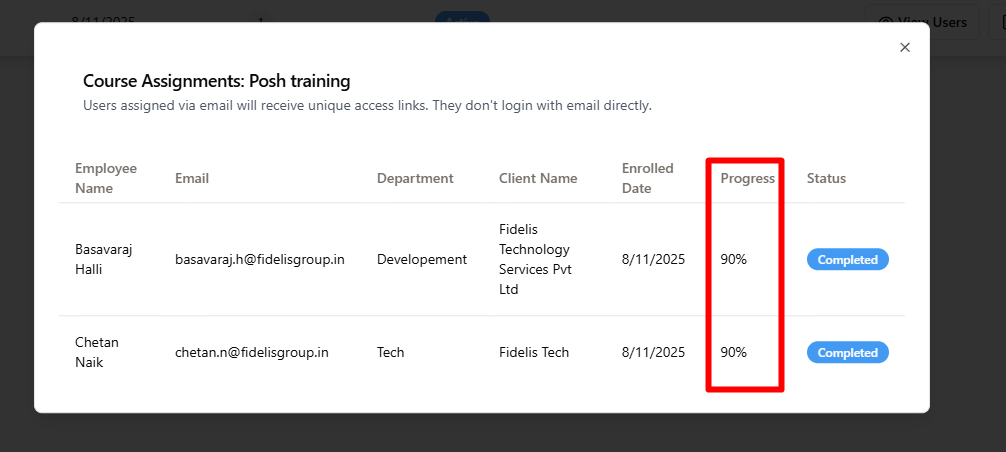 8/11/2025 1 Active View Users
Course Assignments: Posh training
Users assigned via email will receive unique access links. They don't login with email directly.
Employee
Name
Email
Department
Client Name
Enrolled
Date
Progress
Status
Basavaraj
Halli
basavaraj.h@fidelisgroup.in
Developement
Fidelis
Technology
Services Pvt
Ltd
8/11/2025
90%
Completed
Chetan
Naik
chetan.n@fidelisgroup.in
Tech
Fidelis Tech
8/11/2025
90%
Completed